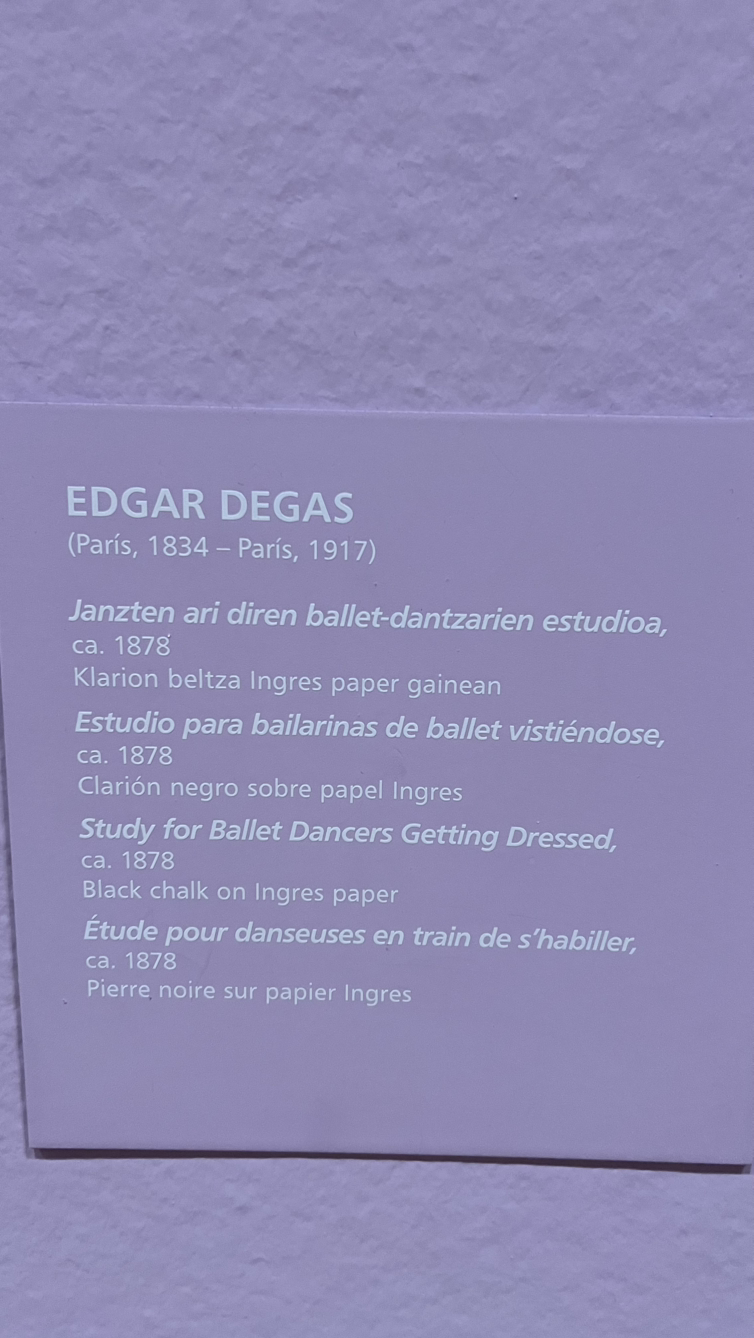 EDGAR DEGAS
(París, 1834 – París, 1917)
Janzten ari diren ballet-dantzarien estudioa,
ca. 1878
Klarion beltza Ingres paper gainean
Estudio para bailarinas de ballet vistiéndose,
ca. 1878
Clarión negro sobre papel Ingres
Study for Ballet Dancers Getting Dressed,
ca. 1878
Black chalk on Ingres paper
Étude pour danseuses en train de s’habiller,
ca. 1878
Pierre noire sur papier Ingres